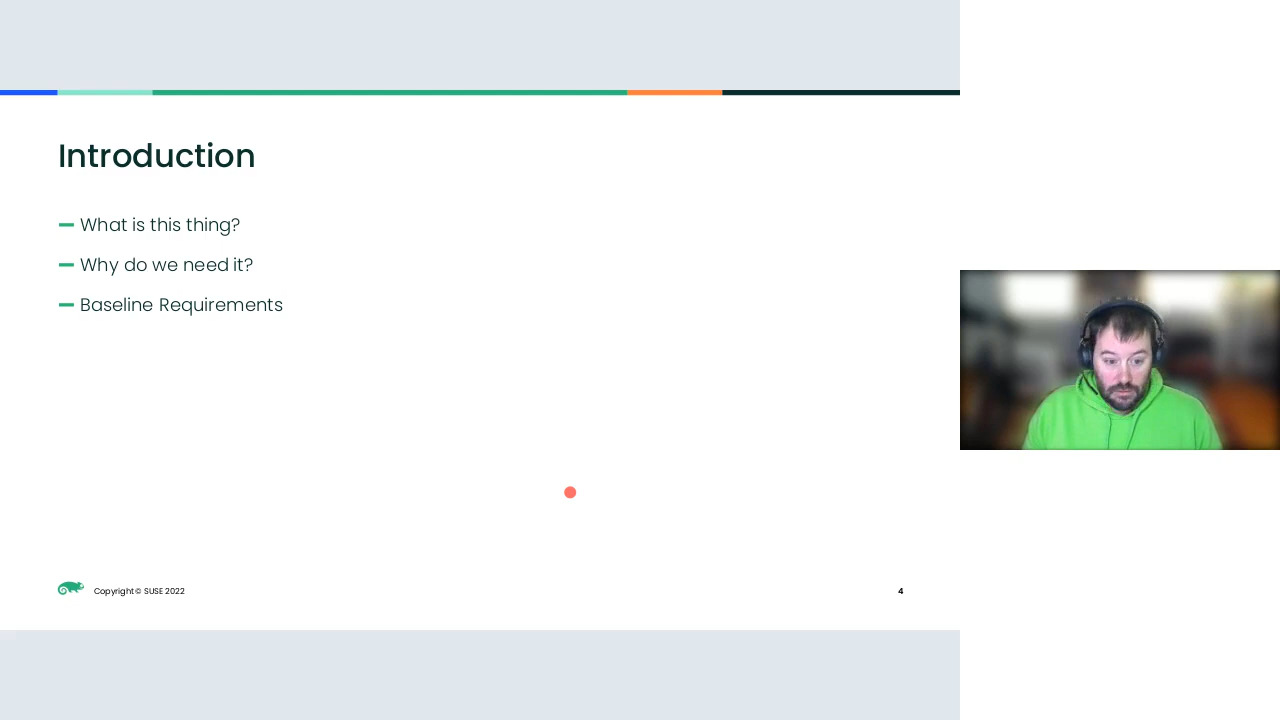 Introduction
What is this thing?
Why do we need it?
Baseline Requirements
Copyright © SUSE 2022
4